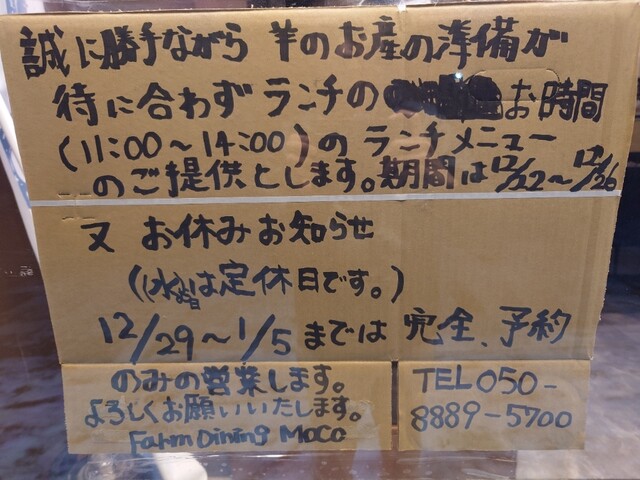 誠に勝手ながら 羊のお産の準備が
待に合わず ランチの お時間
(11:00〜14:00)の ランチメニュー
のご提供とします。期間は12/22〜12/26
又 お休みお知らせ
(水曜は定休日です。)
12/29〜1/5までは 完全、予約
のみの営業します。
よろしくお願いいたします。
Farm Dining MoCo
TEL 050-
8889-5700